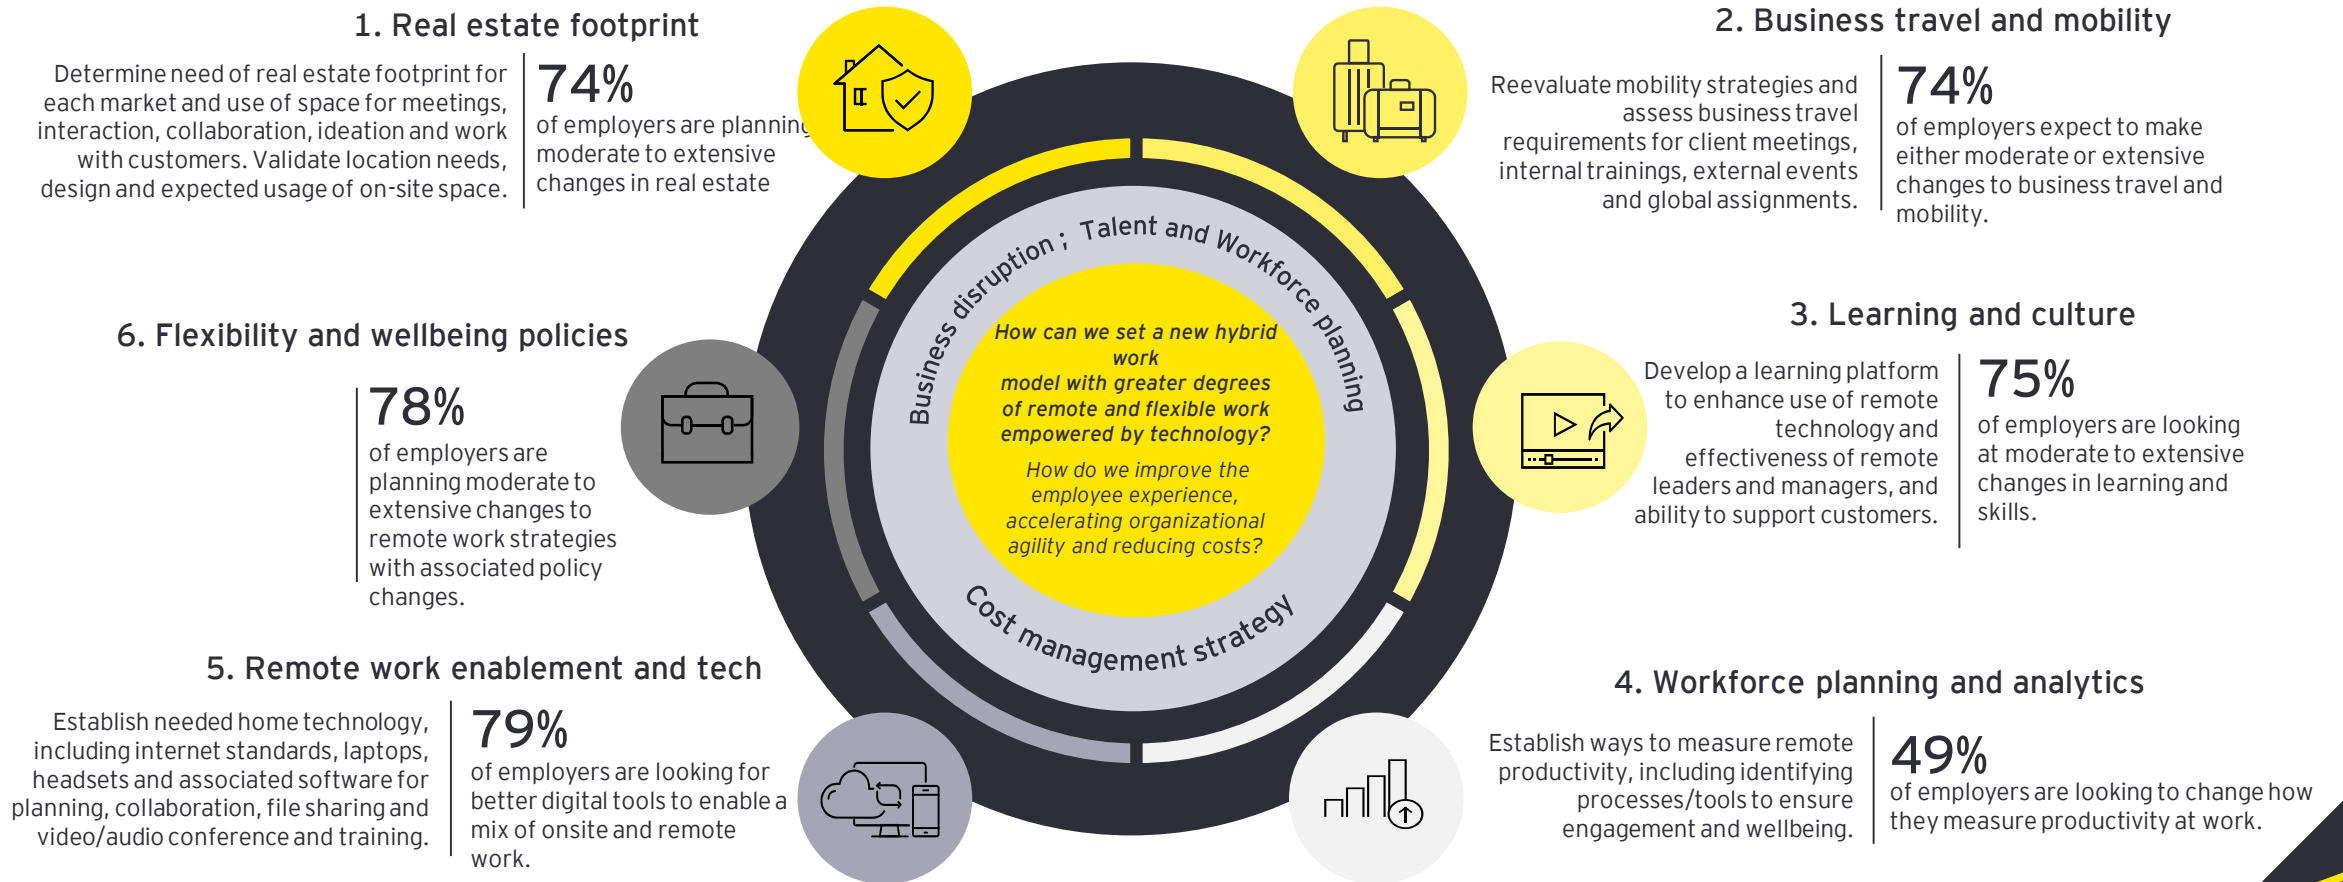 1. Real estate footprint
Determine need of real estate footprint for
each market and use of space for meetings,
interaction, collaboration, ideation and work
with customers. Validate location needs,
design and expected usage of on-site space.
74%
of employers are planning
moderate to extensive
changes in real estate
2. Business travel and mobility
Reevaluate mobility strategies and
assess business travel
requirements for client meetings,
internal trainings, external events
and global assignments.
74%
of employers expect to make
either moderate or extensive
changes to business travel and
mobility.
3. Learning and culture
Develop a learning platform
to enhance use of remote
technology and
effectiveness of remote
leaders and managers, and
ability to support customers.
75%
of employers are looking
at moderate to extensive
changes in learning and
skills.
4. Workforce planning and analytics
Establish ways to measure remote
productivity, including identifying
processes/tools to ensure
engagement and wellbeing.
49%
of employers are looking to change how
they measure productivity at work.
5. Remote work enablement and tech
Establish needed home technology,
including internet standards, laptops,
headsets and associated software for
planning, collaboration, file sharing and
video/audio conference and training.
79%
of employers are looking for
better digital tools to enable a
mix of onsite and remote
work.
6. Flexibility and wellbeing policies
78%
of employers are
planning moderate to
extensive changes to
remote work strategies
with associated policy
changes.
Business disruption ; Talent and Workforce planning
How can we set a new hybrid
work
model with greater degrees
of remote and flexible work
empowered by technology?
How do we improve the
employee experience,
accelerating organizational
agility and reducing costs?
Cost management strategy